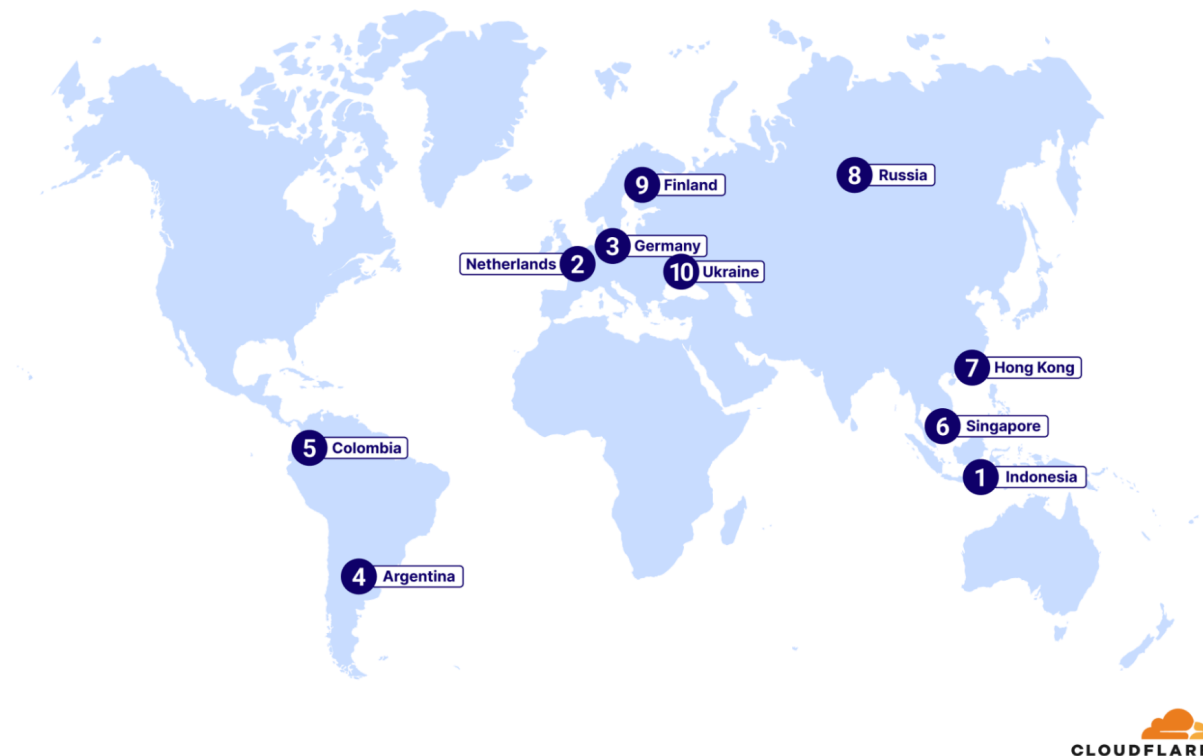 8 Russia
9 Finland
3 Germany
Netherlands 2
10 Ukraine
7 Hong Kong
6 Singapore
5 Colombia
1 Indonesia
4 Argentina
CLOUDFLAR